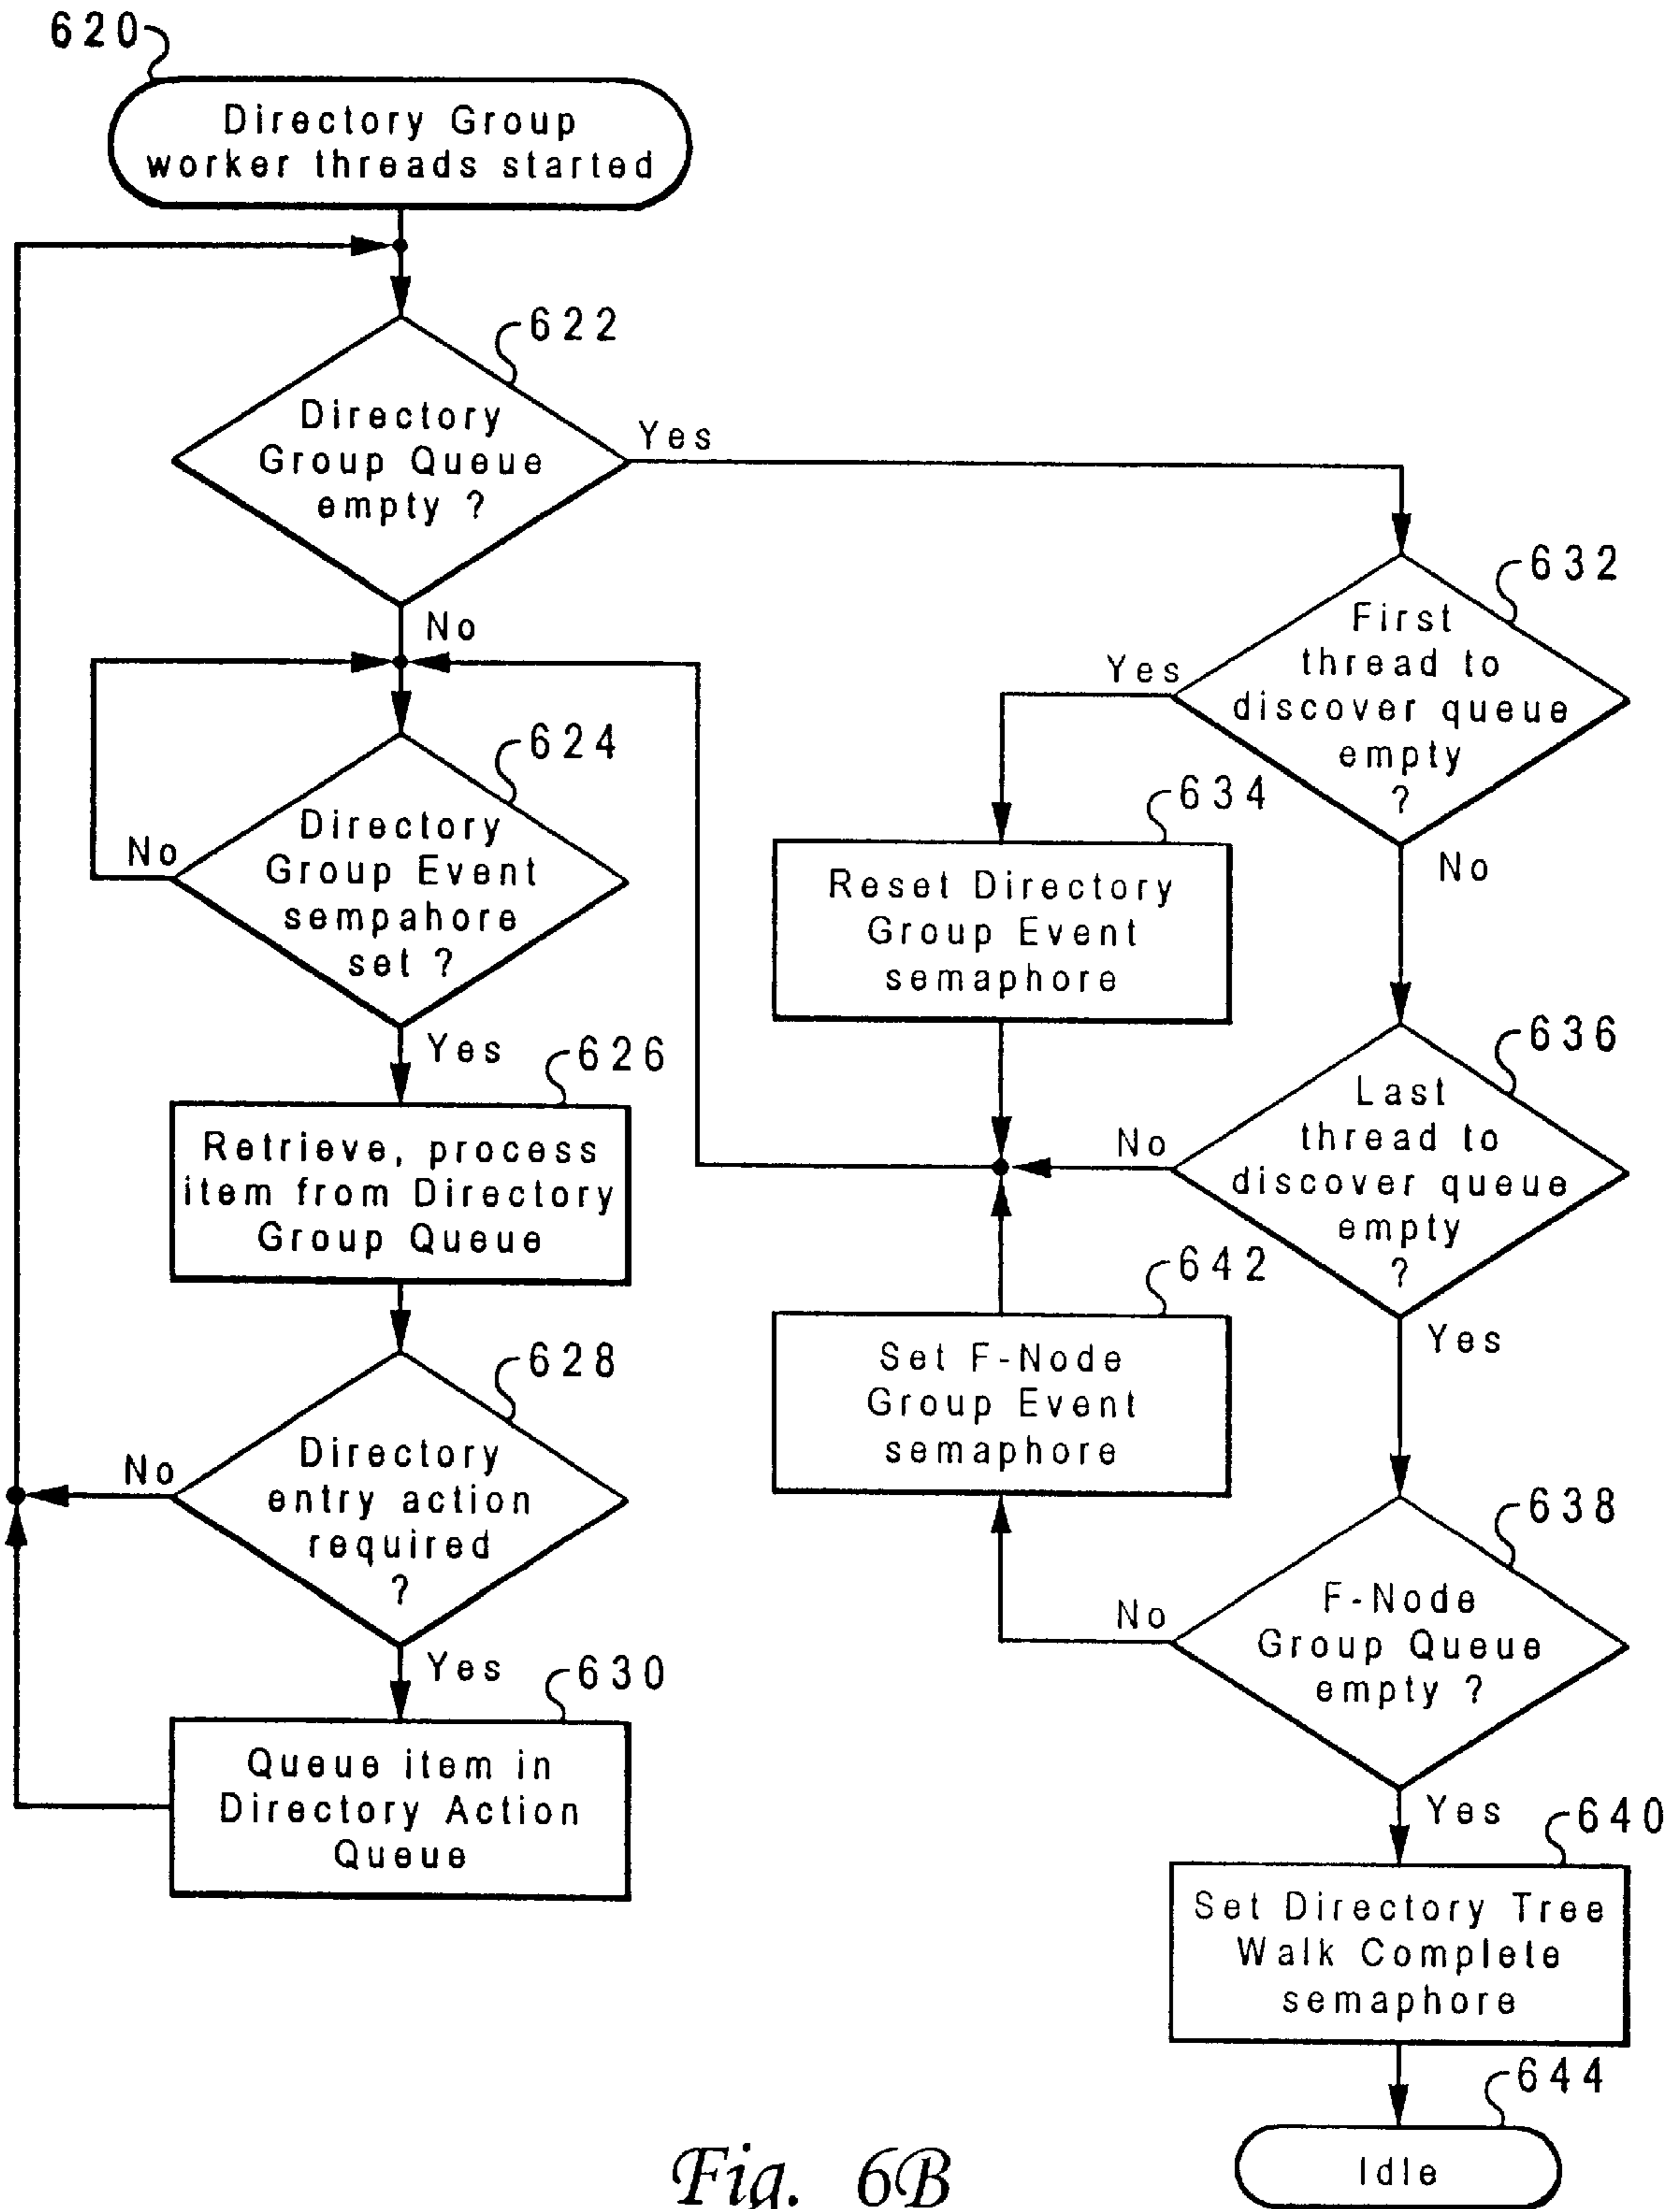 620
Directory Group
worker threads started
622
Directory
Group Queue
empty ?
Yes
No
624
Directory
Group Event
sempahore
set ?
No
Yes
626
Retrieve, process
item from Directory
Group Queue
628
Directory
entry action
required
?
No
Yes
630
Queue item in
Directory Action
Queue
632
First
thread to
discover queue
empty
?
Yes
No
634
Reset Directory
Group Event
semaphore
636
Last
thread to
discover queue
empty
?
No
Yes
642
Set F-Node
Group Event
semaphore
638
F-Node
Group Queue
empty ?
No
Yes
640
Set Directory Tree
Walk Complete
semaphore
644
Idle
Fig. 6B